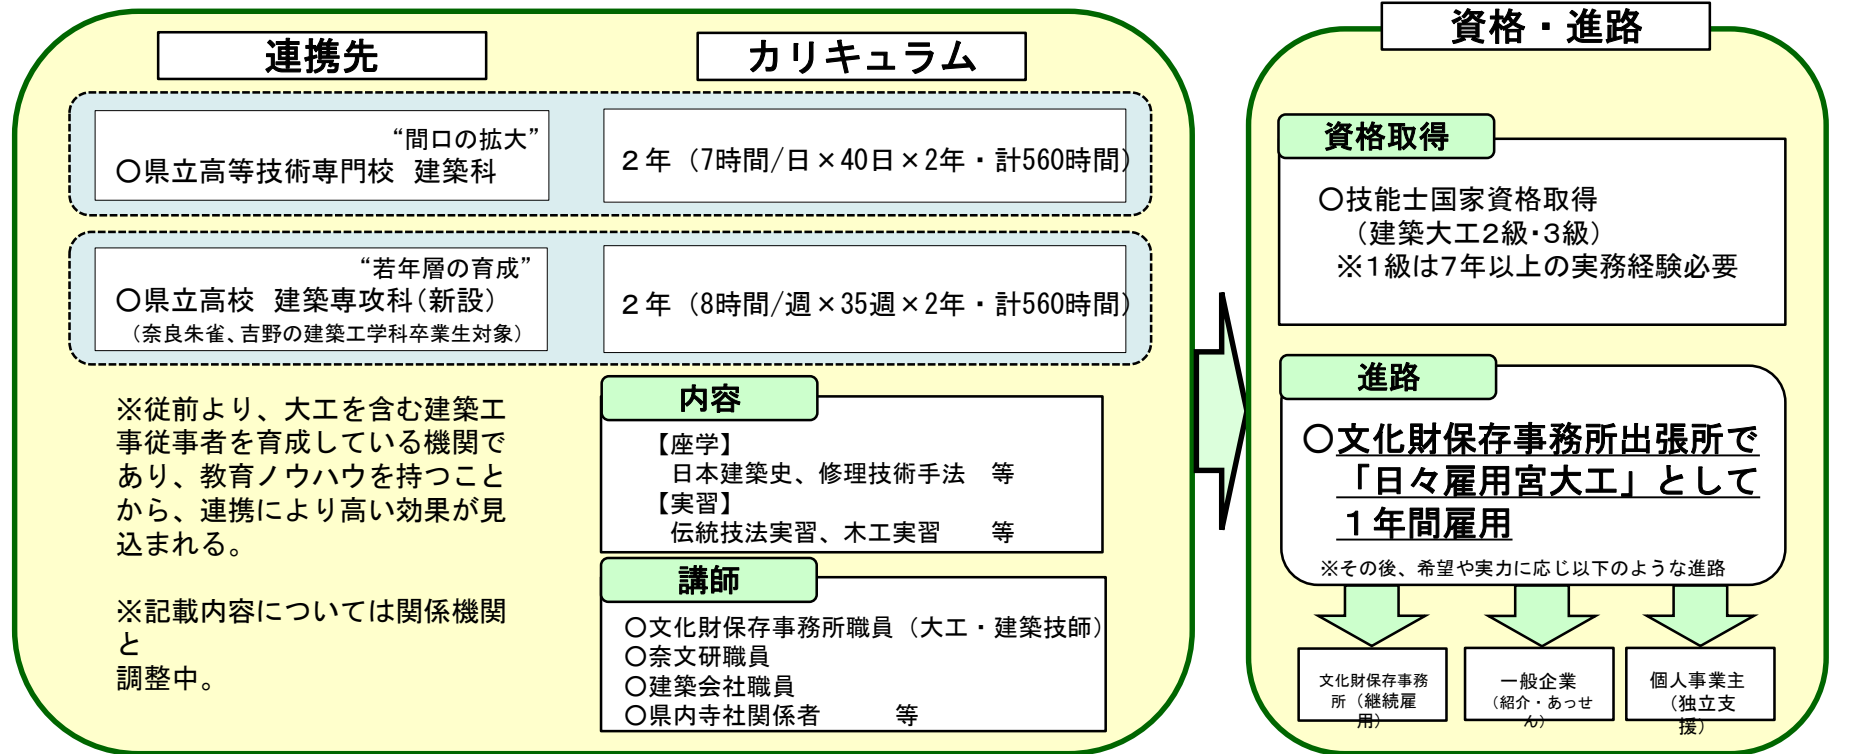 連携先
カリキュラム
“間口の拡大”
〇県立高等技術専門校 建築科
２年（7時間/日×40日×2年・計560時間）
“若年層の育成”
〇県立高校 建築専攻科（新設）
（奈良朱雀、吉野の建築工学科卒業生対象）
２年（8時間/週×35週×2年・計560時間）
※従前より、大工を含む建築工
事従事者を育成している機関で
あり、教育ノウハウを持つこと
から、連携により高い効果が見
込まれる。
※記載内容については関係機関
と
調整中。
内容
【座学】
日本建築史、修理技術手法 等
【実習】
伝統技法実習、木工実習 等
講師
〇文化財保存事務所職員（大工・建築技師）
〇奈文研職員
〇建築会社職員
〇県内寺社関係者 等
資格・進路
資格取得
〇技能士国家資格取得
（建築大工２級・３級）
※１級は７年以上の実務経験必要
進路
〇文化財保存事務所出張所で
「日々雇用宮大工」として
１年間雇用
※その後、希望や実力に応じ以下のような進路
文化財保存事務
所（継続雇
用）
一般企業
（紹介・あっせ
ん）
個人事業主
（独立支
援）